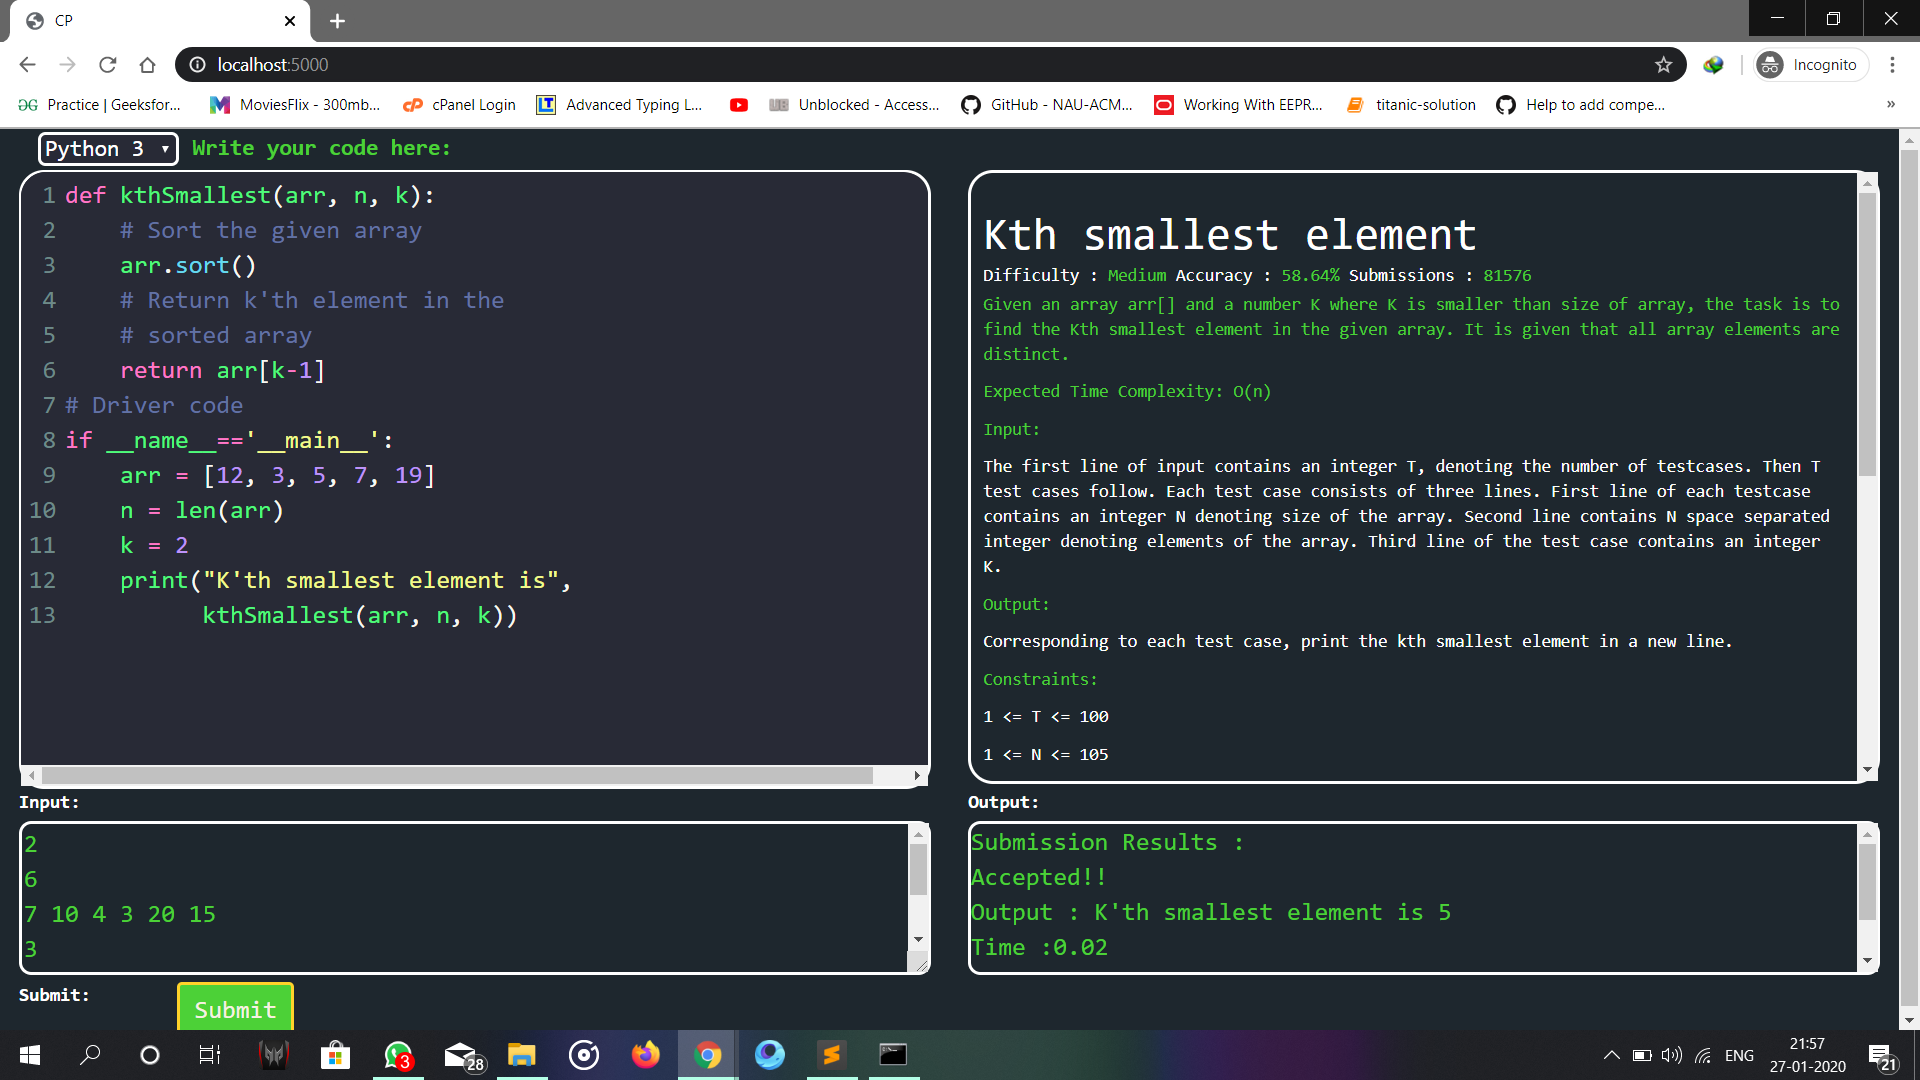 CP
localhost:5000
Incognito
Practice | Geeksfor...
MoviesFlix - 300mb...
cPanel Login
Advanced Typing L...
Unblocked - Access...
GitHub - NAU-ACM...
Working With EEPR...
titanic-solution
Help to add compe...
»
Python 3
Write your code here:
1 def kthSmallest(arr, n, k):
2     # Sort the given array
3     arr.sort()
4     # Return k'th element in the
5     # sorted array
6     return arr[k-1]
7 # Driver code
8 if __name__=='__main__':
9     arr = [12, 3, 5, 7, 19]
10     n = len(arr)
11     k = 2
12     print("K'th smallest element is",
13           kthSmallest(arr, n, k))
Kth smallest element
Difficulty : Medium Accuracy : 58.64% Submissions : 81576
Given an array arr[] and a number K where K is smaller than size of array, the task is to
find the Kth smallest element in the given array. It is given that all array elements are
distinct.
Expected Time Complexity: O(n)
Input:
The first line of input contains an integer T, denoting the number of testcases. Then T
test cases follow. Each test case consists of three lines. First line of each testcase
contains an integer N denoting size of the array. Second line contains N space separated
integer denoting elements of the array. Third line of the test case contains an integer
K.
Output:
Corresponding to each test case, print the kth smallest element in a new line.
Constraints:
1 <= T <= 100
1 <= N <= 105
Input:
2
6
7 10 4 3 20 15
3
Output:
Submission Results :
Accepted!!
Output : K'th smallest element is 5
Time :0.02
Submit:
Submit
3
28
ENG
21:57
27-01-2020
21